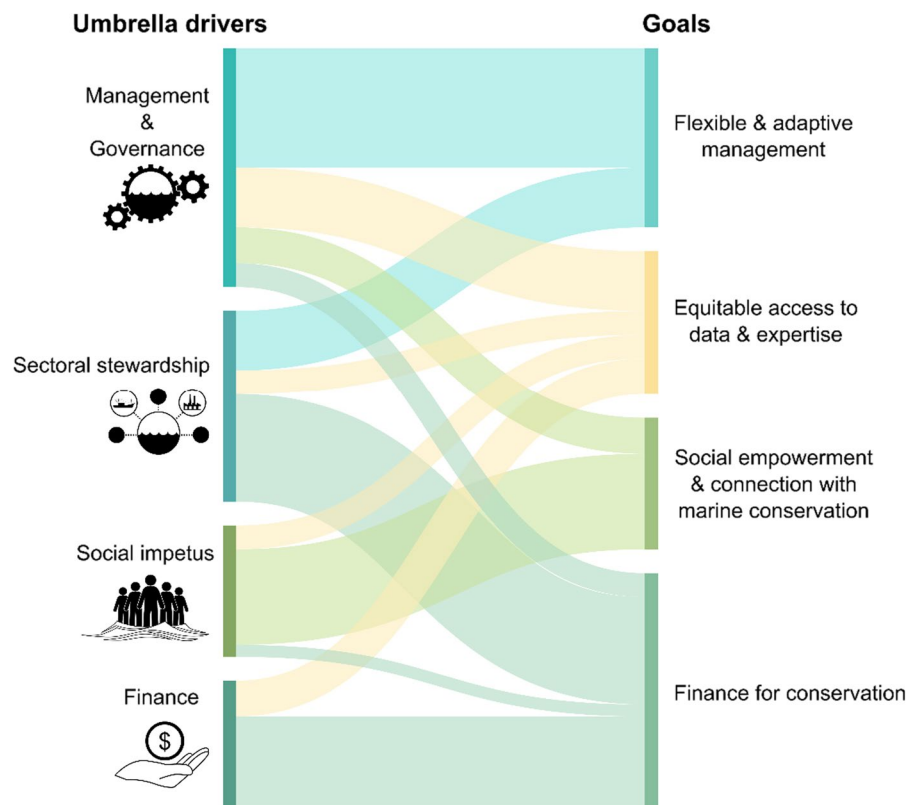 Umbrella drivers
Goals
Management
&
Governance
Sectoral stewardship
Social impetus
Finance
$
Flexible & adaptive
management
Equitable access to
data & expertise
Social empowerment
& connection with
marine conservation
Finance for conservation